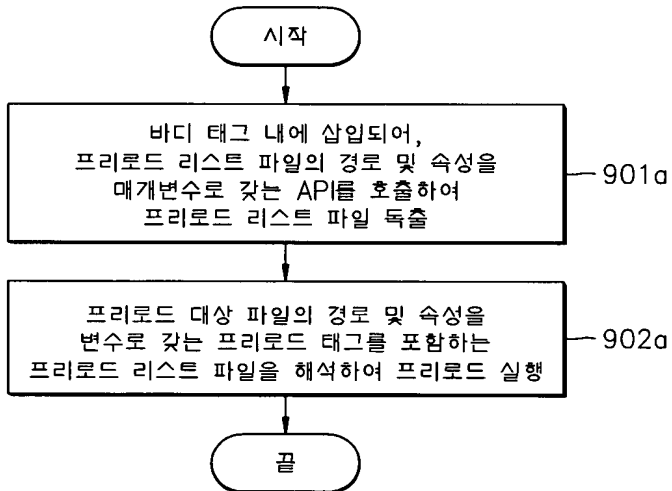 시작
바디 태그 내에 삽입되어,
프리로드 리스트 파일의 경로 및 속성을
매개변수로 갖는 API를 호출하여
프리로드 리스트 파일 독출
901a
프리로드 대상 파일의 경로 및 속성을
변수로 갖는 프리로드 태그를 포함하는
프리로드 리스트 파일을 해석하여 프리로드 실행
902a
끝